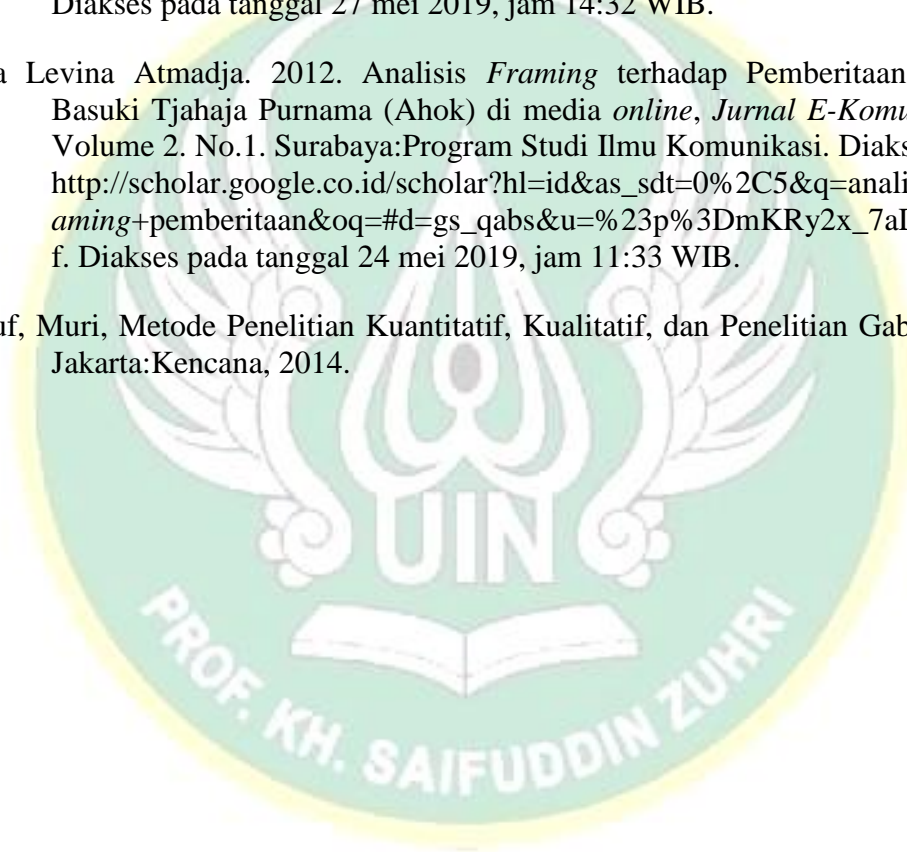 Diakses pada tanggal 27 mei 2019, jam 14:32 WIB.
a Levina Atmadja. 2012. Analisis Framing terhadap Pemberitaan
Basuki Tjahaja Purnama (Ahok) di media online, Jurnal E-Komu
Volume 2. No.1. Surabaya:Program Studi Ilmu Komunikasi. Diaks
http://scholar.google.co.id/scholar?hl=id&as_sdt=0%2C5&q=anali
aming+pemberitaan&oq=#d=gs_qabs&u=%23p%3DmKRy2x_7aD
f. Diakses pada tanggal 24 mei 2019, jam 11:33 WIB.
uf, Muri, Metode Penelitian Kuantitatif, Kualitatif, dan Penelitian Gab
Jakarta:Kencana, 2014.
UIN
PROF. KH. SAIFUDDIN ZUHRI